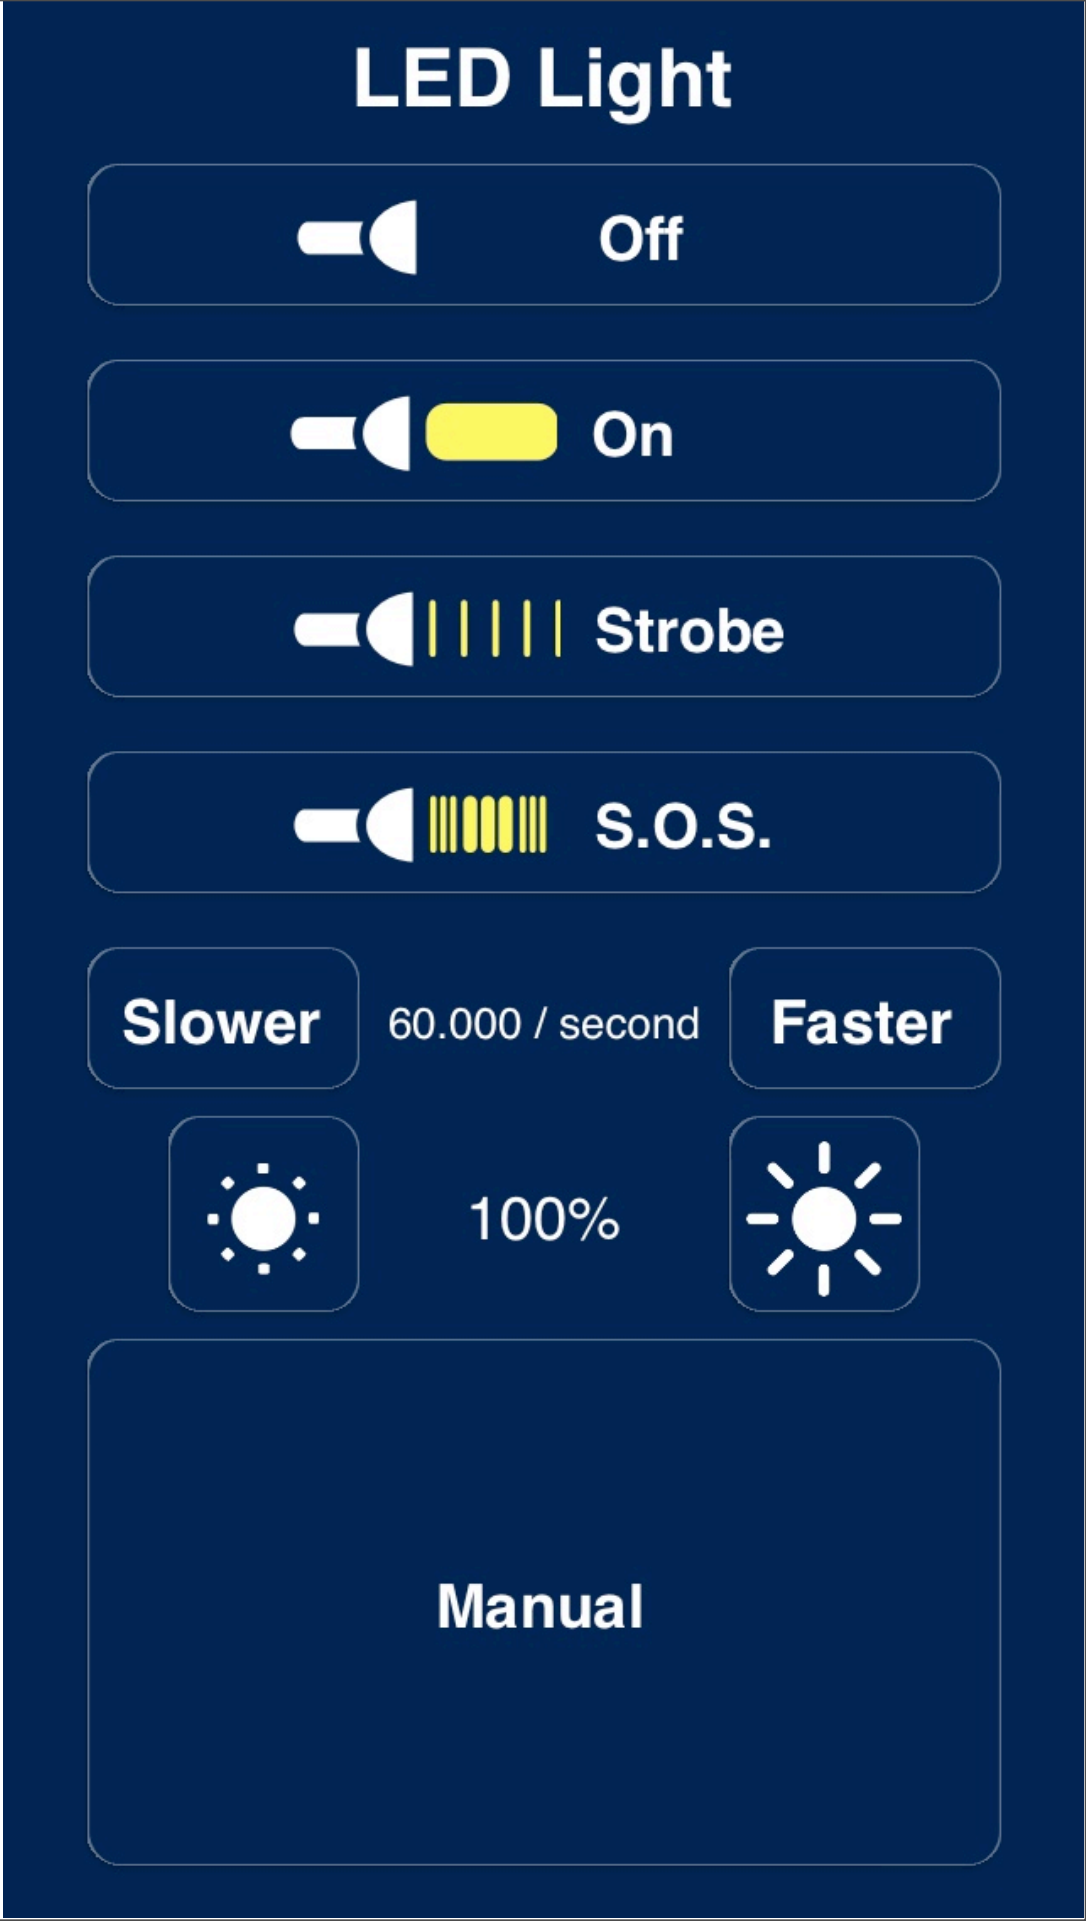 LED Light
Off
On
Strobe
S.O.S.
Slower 60.000 / second Faster
100%
Manual